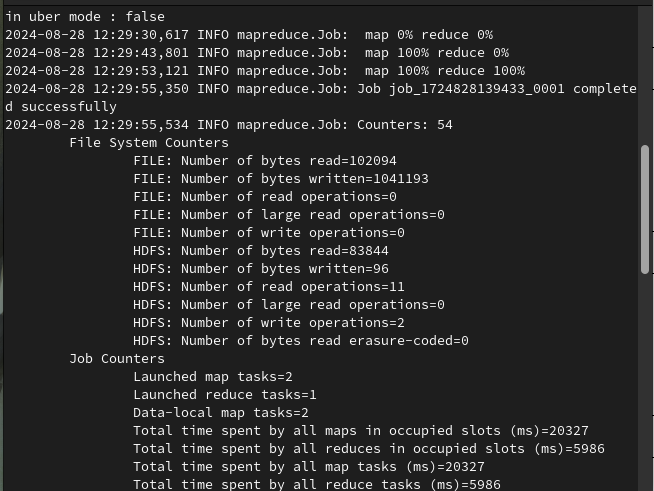 in uber mode : false
2024-08-28 12:29:30,617 INFO mapreduce.Job:  map 0% reduce 0%
2024-08-28 12:29:43,801 INFO mapreduce.Job:  map 100% reduce 0%
2024-08-28 12:29:53,121 INFO mapreduce.Job:  map 100% reduce 100%
2024-08-28 12:29:55,350 INFO mapreduce.Job: Job job_1724828139433_0001 complete
d successfully
2024-08-28 12:29:55,534 INFO mapreduce.Job: Counters: 54
        File System Counters
                FILE: Number of bytes read=102094
                FILE: Number of bytes written=1041193
                FILE: Number of read operations=0
                FILE: Number of large read operations=0
                FILE: Number of write operations=0
                HDFS: Number of bytes read=83844
                HDFS: Number of bytes written=96
                HDFS: Number of read operations=11
                HDFS: Number of large read operations=0
                HDFS: Number of write operations=2
                HDFS: Number of bytes read erasure-coded=0
        Job Counters
                Launched map tasks=2
                Launched reduce tasks=1
                Data-local map tasks=2
                Total time spent by all maps in occupied slots (ms)=20327
                Total time spent by all reduces in occupied slots (ms)=5986
                Total time spent by all map tasks (ms)=20327
                Total time spent by all reduce tasks (ms)=5986